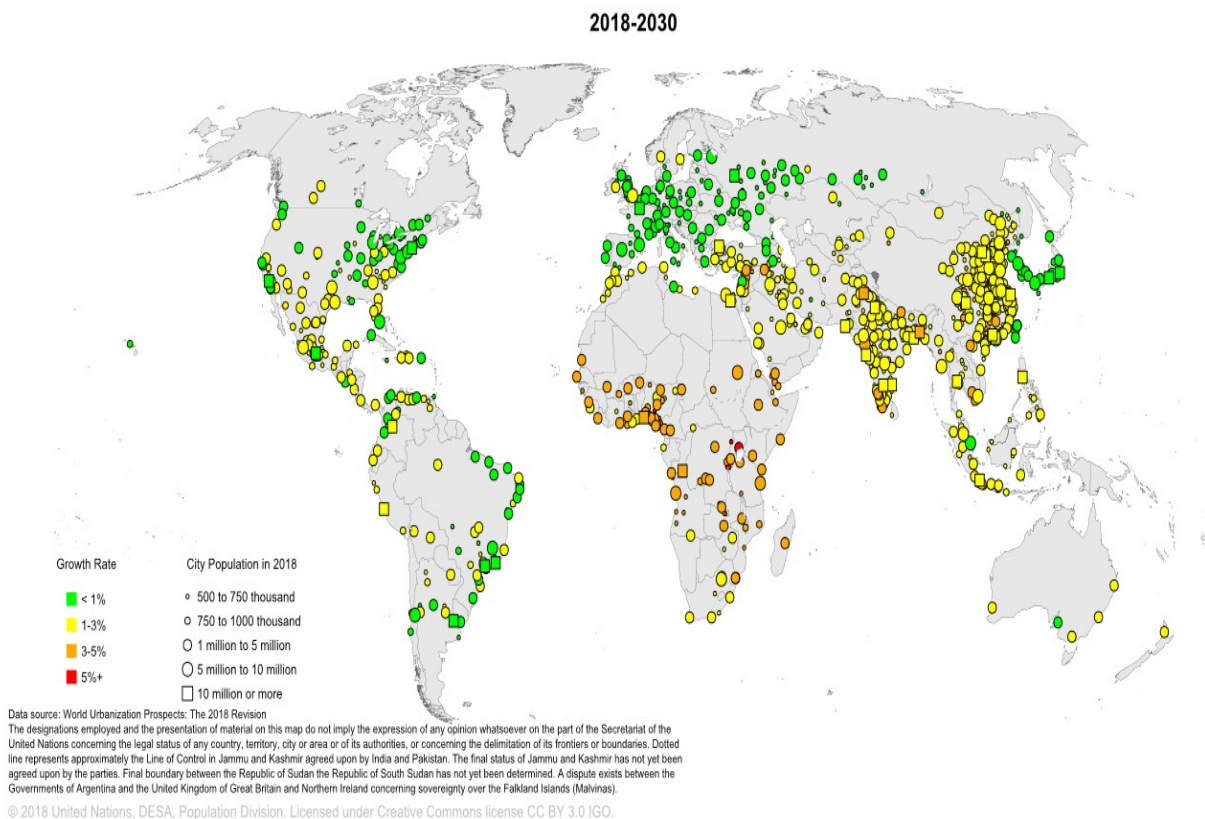 2018-2030
Growth Rate
< 1%
1-3%
3-5%
5%+
City Population in 2018
500 to 750 thousand
750 to 1000 thousand
1 million to 5 million
5 million to 10 million
10 million or more
Data source: World Urbanization Prospects: The 2018 Revision
The designations employed and the presentation of material on this map do not imply the expression of any opinion whatsoever on the part of the Secretariat of the
United Nations concerning the legal status of any country, territory, city or area or of its authorities, or concerning the delimitation of its frontiers or boundaries. Dotted
line represents approximately the Line of Control in Jammu and Kashmir agreed upon by India and Pakistan. The final status of Jammu and Kashmir has not yet been
agreed upon by the parties. Final boundary between the Republic of Sudan the Republic of South Sudan has not yet been determined. A dispute exists between the
Governments of Argentina and the United Kingdom of Great Britain and Northern Ireland concerning sovereignty over the Falkland Islands (Malvinas).
© 2018 United Nations, DESA, Population Division. Licensed under Creative Commons license CC BY 3.0 IGO.